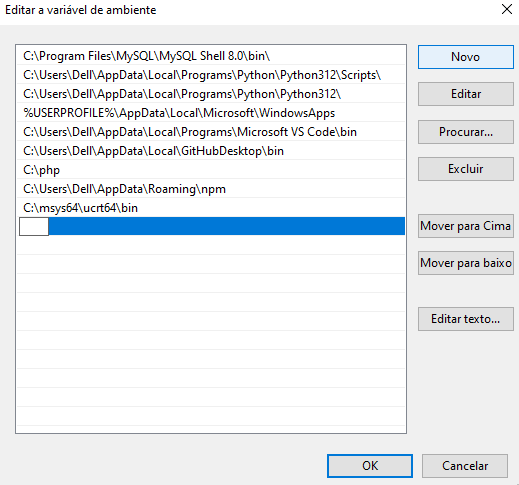 Editar a variável de ambiente
C:\Program Files\MySQL\MySQL Shell 8.0\bin\
C:\Users\Dell\AppData\Local\Programs\Python\Python312\Scripts\
C:\Users\Dell\AppData\Local\Programs\Python\Python312\
%USERPROFILE%\AppData\Local\Microsoft\WindowsApps
C:\Users\Dell\AppData\Local\Programs\Microsoft VS Code\bin
C:\Users\Dell\AppData\Local\GitHubDesktop\bin
C:\php
C:\Users\Dell\AppData\Roaming\npm
C:\msys64\ucrt64\bin
Novo
Editar
Procurar...
Excluir
Mover para Cima
Mover para baixo
Editar texto...
OK
Cancelar